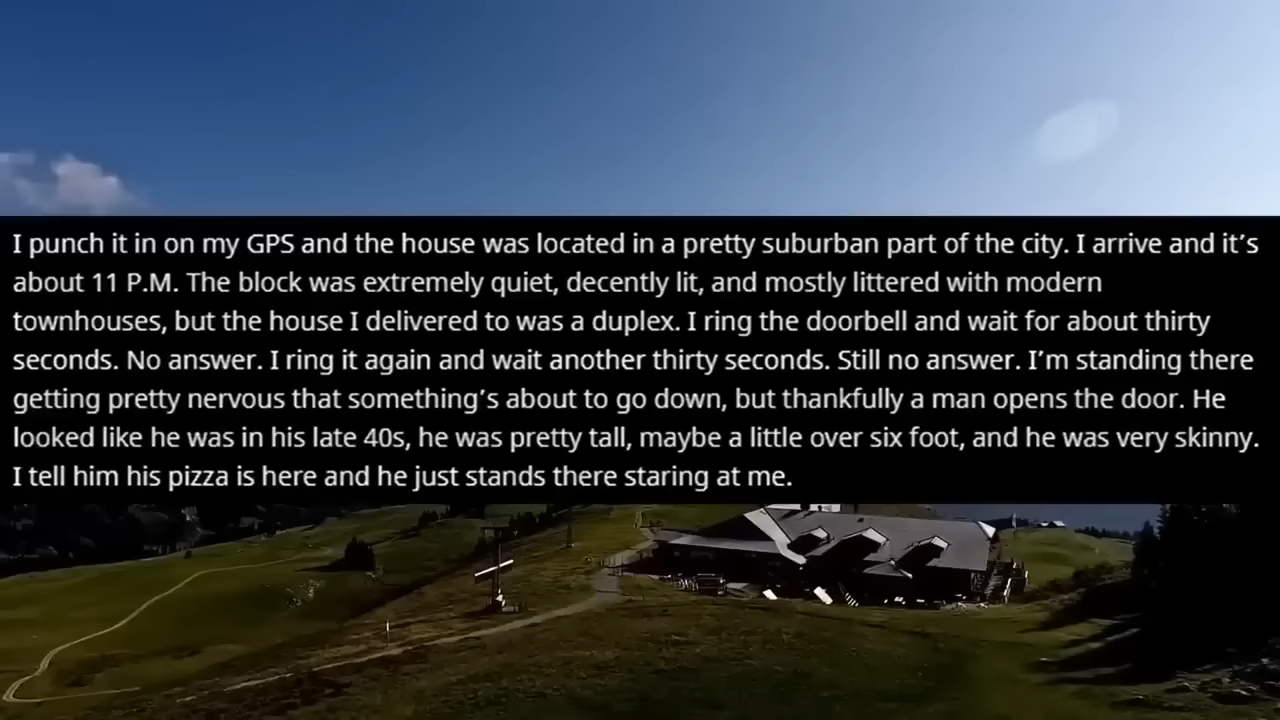 I punch it in on my GPS and the house was located in a pretty suburban part of the city. I arrive and it’s
about 11 P.M. The block was extremely quiet, decently lit, and mostly littered with modern
townhouses, but the house I delivered to was a duplex. I ring the doorbell and wait for about thirty
seconds. No answer. I ring it again and wait another thirty seconds. Still no answer. I’m standing there
getting pretty nervous that something’s about to go down, but thankfully a man opens the door. He
looked like he was in his late 40s, he was pretty tall, maybe a little over six foot, and he was very skinny.
I tell him his pizza is here and he just stands there staring at me.